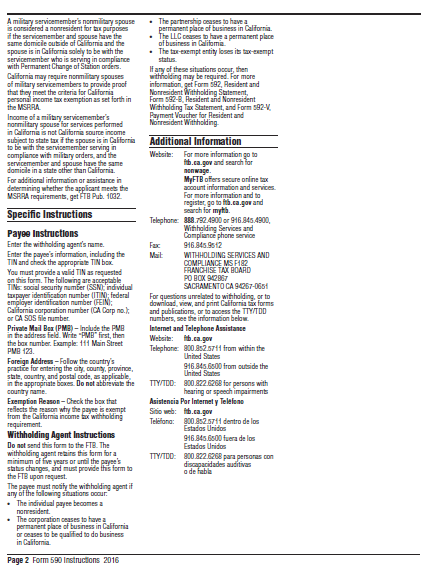 A military servicemember's nonmilitary spouse
is considered a nonresident for tax purposes
if the servicemember and spouse have the
same domicile outside of California and the
spouse is in California solely to be with the
servicemember who is serving in compliance
with Permanent Change of Station orders.
California may require nonmilitary spouses
of military servicemembers to provide proof
that they meet the criteria for California
personal income tax exemption as set forth in
the MSRRA.
Income of a military servicemember's
nonmilitary spouse for services performed
in California is not California source income
subject to state tax if the spouse is in California
to be with the servicemember serving in
compliance with military orders, and the
servicemember and spouse have the same
domicile in a state other than California.
For additional information or assistance in
determining whether the applicant meets the
MSRRA requirements, get FTB Pub. 1032.
Specific Instructions
Payee Instructions
Enter the withholding agent's name.
Enter the payee's information, including the
TIN and check the appropriate TIN box.
You must provide a valid TIN as requested
on this form. The following are acceptable
TINs: social security number (SSN); individual
taxpayer identification number (ITIN); federal
employer identification number (FEIN);
California corporation number (CA Corp no.);
or CA SOS file number.
Private Mail Box (PMB) – Include the PMB
in the address field. Write "PMB" first, then
the box number. Example: 111 Main Street
PMB 123.
Foreign Address – Follow the country's
practice for entering the city, county, province,
state, country, and postal code, as applicable,
in the appropriate boxes. Do not abbreviate the
country name.
Exemption Reason – Check the box that
reflects the reason why the payee is exempt
from the California income tax withholding
requirement.
Withholding Agent Instructions
Do not send this form to the FTB. The
withholding agent retains this form for a
minimum of five years or until the payee's
status changes, and must provide this form to
the FTB upon request.
The payee must notify the withholding agent if
any of the following situations occur:
• The individual payee becomes a
nonresident.
• The corporation ceases to have a
permanent place of business in California
or ceases to be qualified to do business
in California.
• The partnership ceases to have a
permanent place of business in California.
• The LLC ceases to have a permanent place
of business in California.
• The tax-exempt entity loses its tax-exempt
status.
If any of these situations occur, then
withholding may be required. For more
information, get Form 592, Resident and
Nonresident Withholding Statement,
Form 592-B, Resident and Nonresident
Withholding Tax Statement, and Form 592-V,
Payment Voucher for Resident and
Nonresident Withholding.
Additional Information
Website: For more information go to
ftb.ca.gov and search for
nonwage.
MyFTB offers secure online tax
account information and services.
For more information and to
register, go to ftb.ca.gov and
search for myftb.
Telephone: 888.792.4900 or 916.845.4900,
Withholding Services and
Compliance phone service
Fax: 916.845.9512
Mail: WITHHOLDING SERVICES AND
COMPLIANCE MS F182
FRANCHISE TAX BOARD
PO BOX 942867
SACRAMENTO CA 94267-0651
For questions unrelated to withholding, or to
download, view, and print California tax forms
and publications, or to access the TTY/TDD
numbers, see the information below.
Internet and Telephone Assistance
Website: ftb.ca.gov
Telephone: 800.852.5711 from within the
United States
916.845.6500 from outside the
United States
TTY/TDD: 800.822.6268 for persons with
hearing or speech impairments
Asistencia Por Internet y Teléfono
Sitio web: ftb.ca.gov
Teléfono: 800.852.5711 dentro de los
Estados Unidos
916.845.6500 fuera de los
Estados Unidos
TTY/TDD: 800.822.6268 para personas con
discapacidades auditivas
o de habla
Page 2 Form 590 Instructions 2016